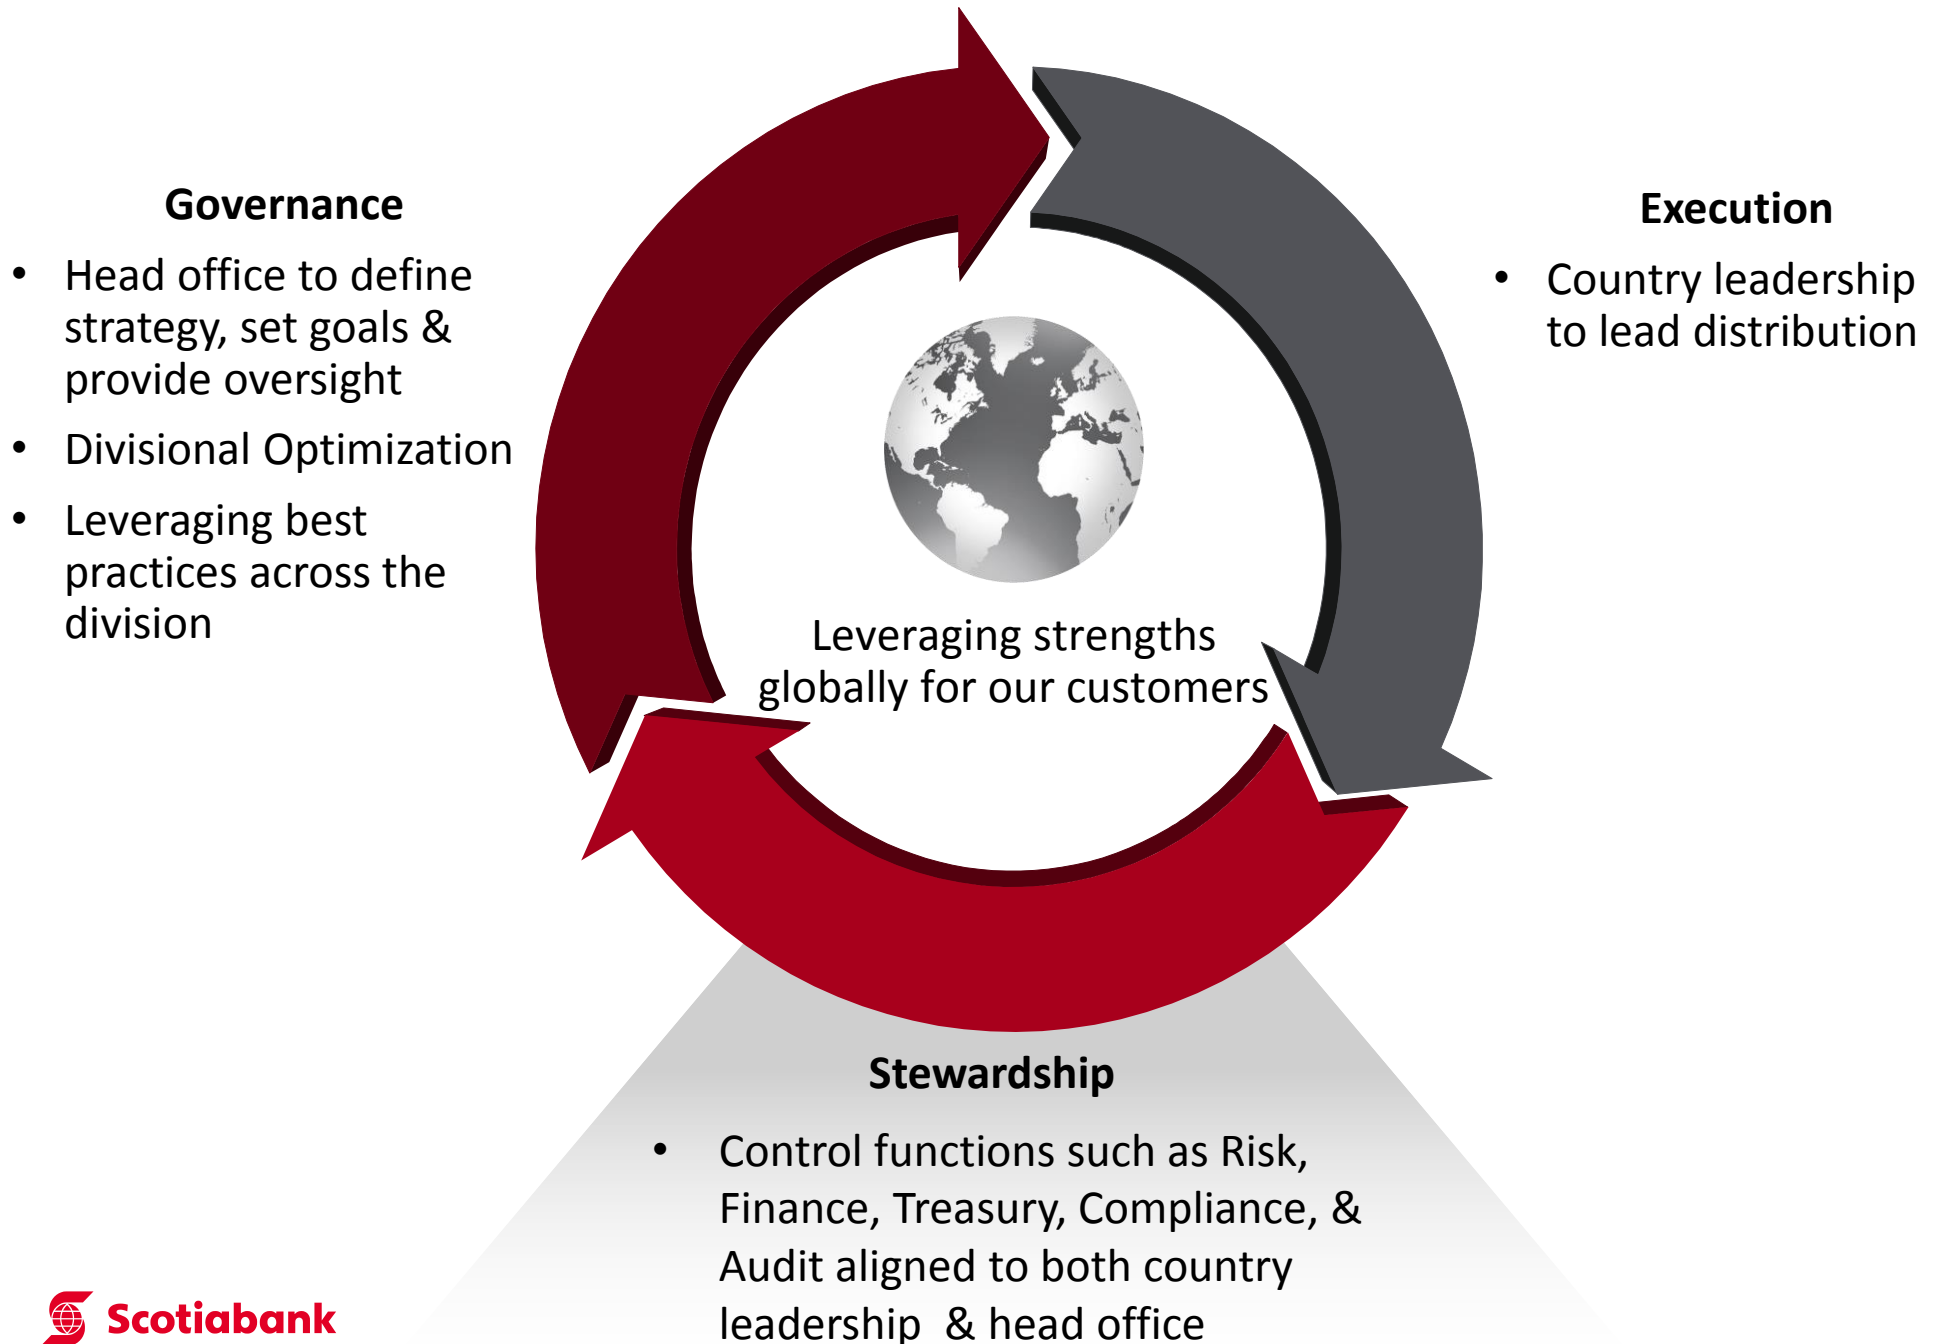 Governance
• Head office to define
strategy, set goals &
provide oversight
• Divisional Optimization
• Leveraging best
practices across the
division
Execution
• Country leadership
to lead distribution
Leveraging strengths
globally for our customers
Stewardship
• Control functions such as Risk,
Finance, Treasury, Compliance, &
Audit aligned to both country
leadership & head office
Scotiabank